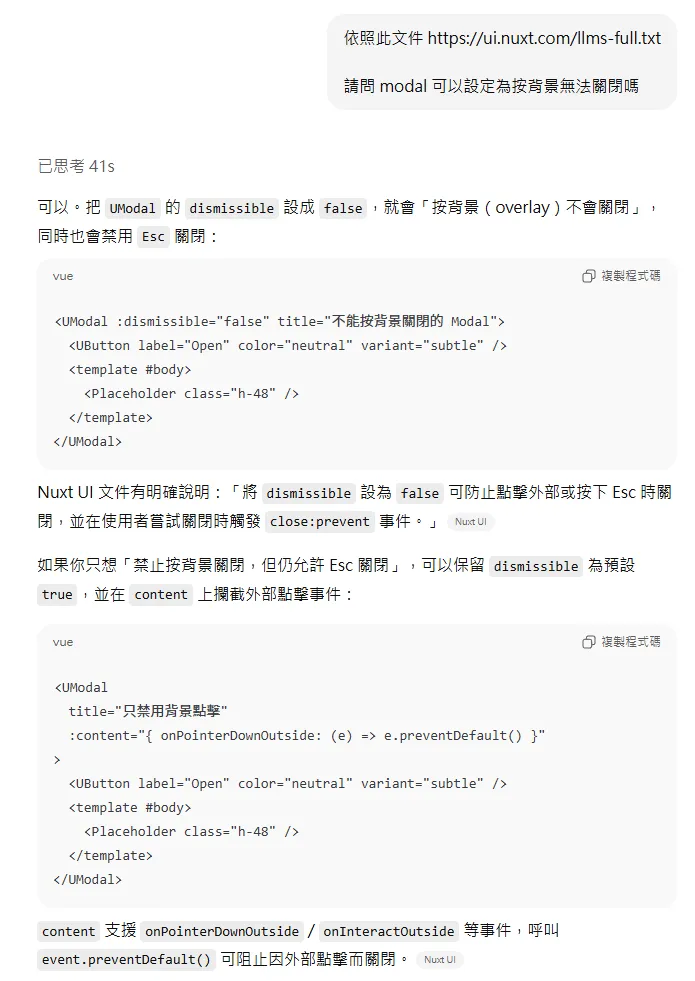 依照此文件 https://ui.nuxt.com/llms-full.txt
請問 modal 可以設定為按背景無法關閉嗎
已思考 41s
可以。把 UModal 的 dismissible 設成 false，就會「按背景（overlay）不會關閉」，
同時也會禁用 Esc 關閉：
vue
複製程式碼
<UModal :dismissible="false" title="不能按背景關閉的 Modal">
  <UButton label="Open" color="neutral" variant="subtle" />
  <template #body>
    <Placeholder class="h-48" />
  </template>
</UModal>
Nuxt UI 文件有明確說明：「將 dismissible 設為 false 可防止點擊外部或按下 Esc 時關
閉，並在使用者嘗試關閉時觸發 close:prevent 事件。」 Nuxt UI
如果你只想「禁止按背景關閉，但仍允許 Esc 關閉」，可以保留 dismissible 為預設
true，並在 content 上攔截外部點擊事件：
vue
複製程式碼
<UModal
  title="只禁用背景點擊"
  :content="{ onPointerDownOutside: (e) => e.preventDefault() }"
>
  <UButton label="Open" color="neutral" variant="subtle" />
  <template #body>
    <Placeholder class="h-48" />
  </template>
</UModal>
content 支援 onPointerDownOutside / onInteractOutside 等事件，呼叫
event.preventDefault() 可阻止因外部點擊而關閉。 Nuxt UI